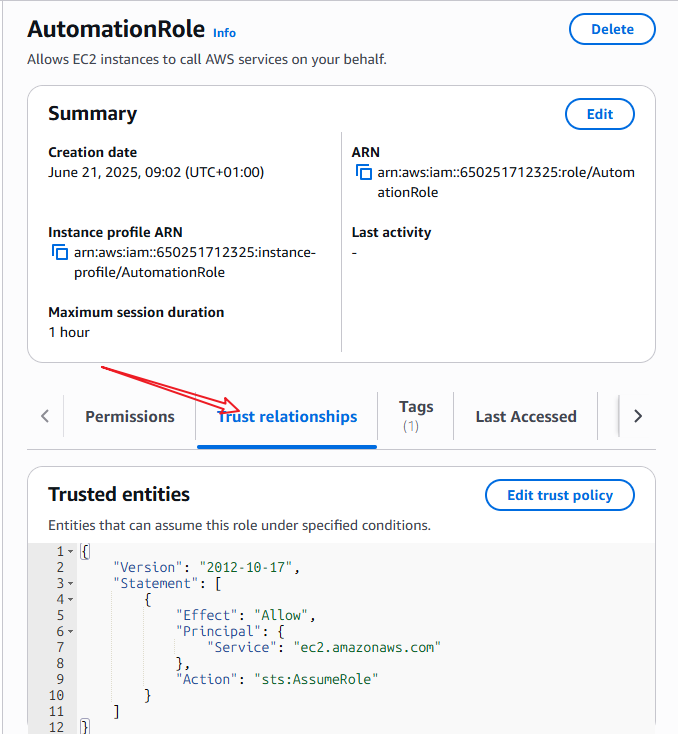 AutomationRole Info
Delete
Allows EC2 instances to call AWS services on your behalf.
Summary
Edit
Creation date
June 21, 2025, 09:02 (UTC+01:00)
ARN
arn:aws:iam::650251712325:role/Autom
ationRole
Instance profile ARN
arn:aws:iam::650251712325:instance-
profile/AutomationRole
Last activity
-
Maximum session duration
1 hour
Permissions
Trust relationships
Tags
(1)
Last Accessed
Trusted entities
Edit trust policy
Entities that can assume this role under specified conditions.
1 {
2     "Version": "2012-10-17",
3     "Statement": [
4         {
5             "Effect": "Allow",
6             "Principal": {
7                 "Service": "ec2.amazonaws.com"
8             },
9             "Action": "sts:AssumeRole"
10         }
11     ]
12 }